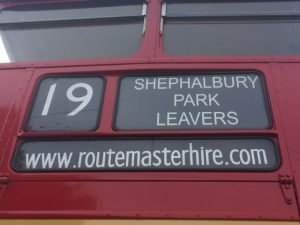 19
SHEPHALBURY
PARK
LEAVERS
www.routemasterhire.com